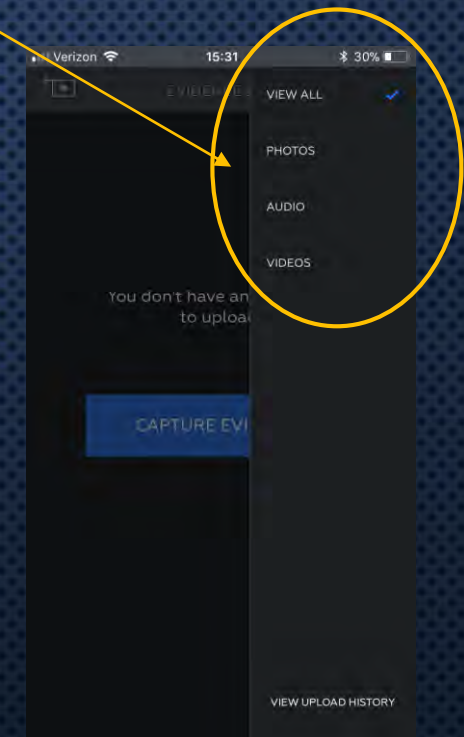 Verizon 15:31 30%
VIEW ALL
PHOTOS
AUDIO
VIDEOS
You don't have an
to uploa
CAPTURE EVI
VIEW UPLOAD HISTORY